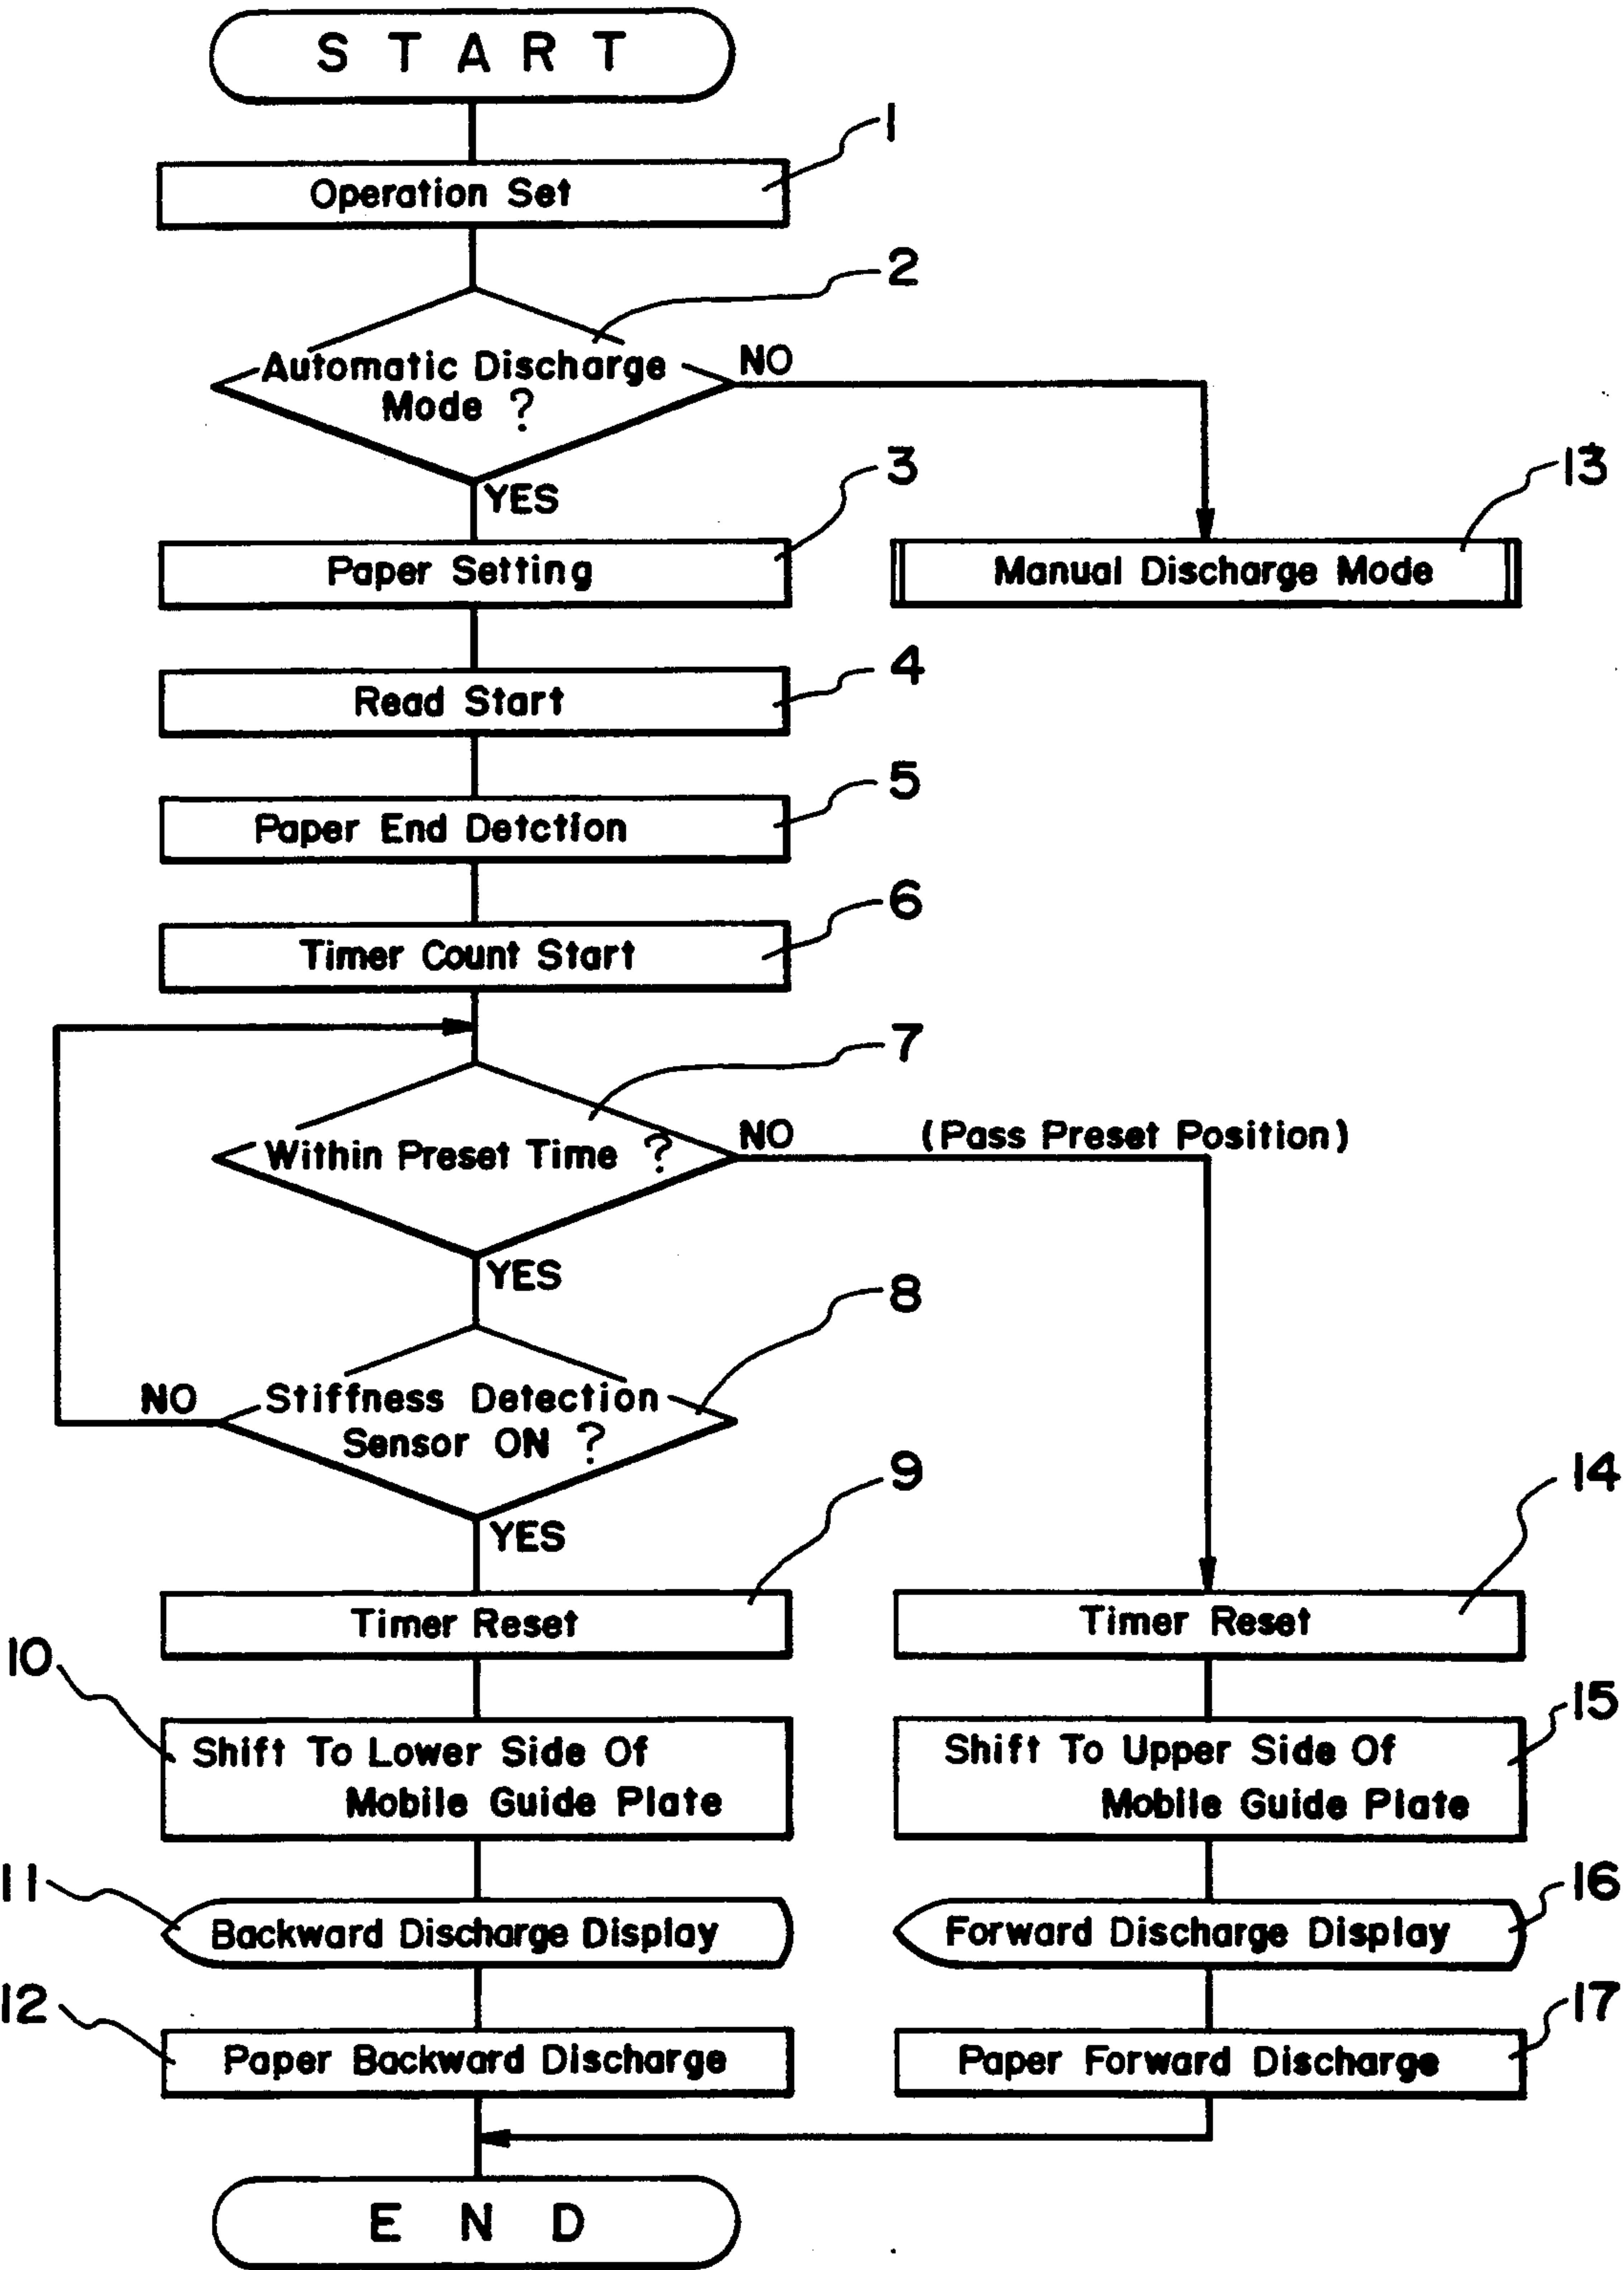 START
1
Operation Set
2
Automatic Discharge
Mode ?
NO
YES
3
Paper Setting
13
Manual Discharge Mode
4
Read Start
5
Paper End Detction
6
Timer Count Start
7
Within Preset Time ?
NO
(Pass Preset Position)
YES
8
Stiffness Detection
Sensor ON ?
NO
YES
9
Timer Reset
14
Timer Reset
10
Shift To Lower Side Of
Mobile Guide Plate
15
Shift To Upper Side Of
Mobile Guide Plate
11
Backward Discharge Display
16
Forward Discharge Display
12
Paper Backward Discharge
17
Paper Forward Discharge
END